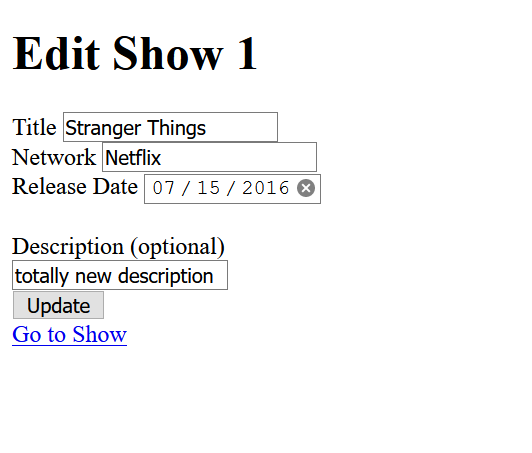 Edit Show 1
Title Stranger Things
Network Netflix
Release Date 07 / 15 / 2016
Description (optional)
totally new description
Update
Go to Show